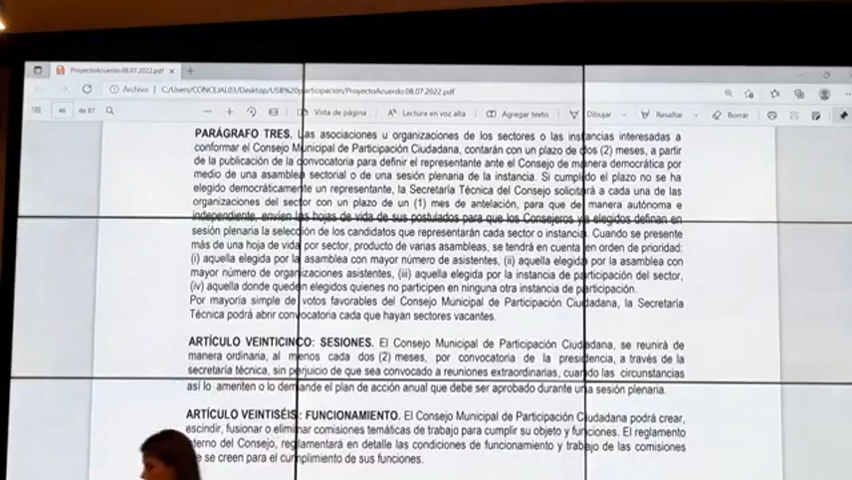 ProyectoAcuerdo.08.07.2022.pdf
Archivo | C:/Users/CONCEJAL03/Desktop/USB%20participacion/ProyectoAcuerdo.08.07.2022.pdf
46 de 87 Vista de página Lectura en voz alta Agregar texto Dibujar Resaltar Borrar
PARÁGRAFO TRES. Las asociaciones u organizaciones de los sectores o las instancias interesadas a
conformar el Consejo Municipal de Participación Ciudadana, contarán con un plazo de dos (2) meses, a partir
de la publicación de la convocatoria para definir el representante ante el Consejo de manera democrática por
medio de una asamblea sectorial o de una sesión plenaria de la instancia. Si cumplido el plazo no se ha
elegido democráticamente un representante, la Secretaría Técnica del Consejo solicitará a cada una de las
organizaciones del sector con un plazo de un (1) mes de antelación, para que de manera autónoma e
independiente, envíen las hojas de vida de sus postulados para que los Consejeros ya elegidos definan en
sesión plenaria la selección de los candidatos que representarán cada sector o instancia. Cuando se presente
más de una hoja de vida por sector, producto de varias asambleas, se tendrá en cuenta en orden de prioridad:
(i) aquella elegida por la asamblea con mayor número de asistentes, (ii) aquella elegida por la asamblea con
mayor número de organizaciones asistentes, (iii) aquella elegida por la instancia de participación del sector,
(iv) aquella donde queden elegidos quienes no participen en ninguna otra instancia de participación.
Por mayoría simple de votos favorables del Consejo Municipal de Participación Ciudadana, la Secretaría
Técnica podrá abrir convocatoria cada que hayan sectores vacantes.
ARTÍCULO VEINTICINCO: SESIONES. El Consejo Municipal de Participación Ciudadana, se reunirá de
manera ordinaria, al menos cada dos (2) meses, por convocatoria de la presidencia, a través de la
secretaría técnica, sin perjuicio de que sea convocado a reuniones extraordinarias, cuando las circunstancias
así lo amenten o lo demande el plan de acción anual que debe ser aprobado durante una sesión plenaria.
ARTÍCULO VEINTISÉIS: FUNCIONAMIENTO. El Consejo Municipal de Participación Ciudadana podrá crear,
escindir, fusionar o eliminar comisiones temáticas de trabajo para cumplir su objeto y funciones. El reglamento
terno del Consejo, reglamentará en detalle las condiciones de funcionamiento y trabajo de las comisiones
e se creen para el cumplimiento de sus funciones.